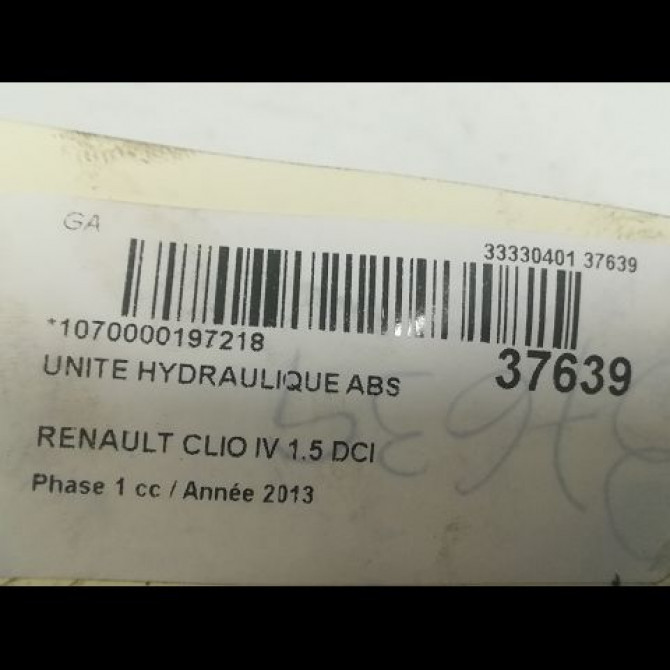 GA
33330401 37639
*1070000197218
37639
UNITE HYDRAULIQUE ABS
RENAULT CLIO IV 1.5 DCI
Phase 1 cc / Année 2013